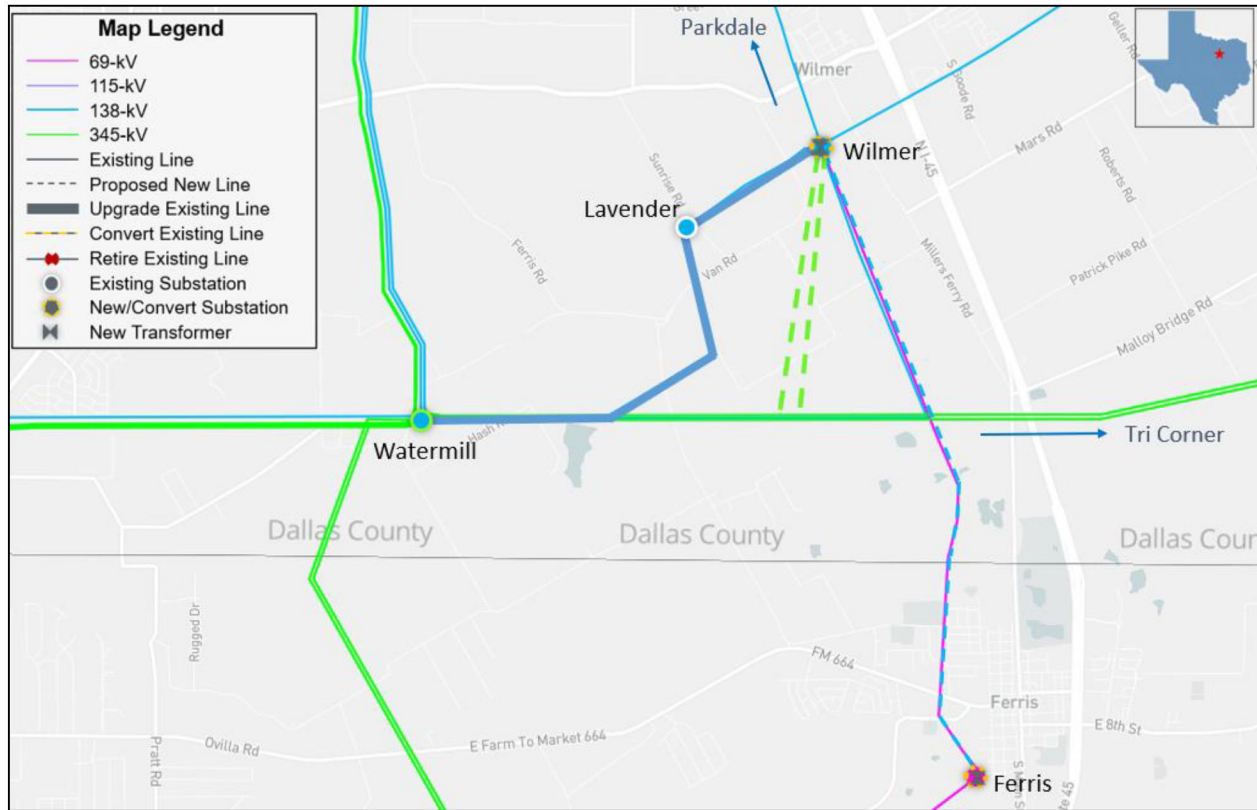 Map Legend
69-kV
115-kV
138-kV
345-kV
Existing Line
Proposed New Line
Upgrade Existing Line
Convert Existing Line
Retire Existing Line
Existing Substation
New/Convert Substation
New Transformer
Parkdale
Wilmer
Geller Rd
S Goode Rd
N I-45
Mars Rd
Wilmer
Sunrise Rd
Roberts Rd
Lavender
Ferris Rd
Van Rd
Millers Ferry Rd
Patrick Pike Rd
Malloy Bridge Rd
Hash
Watermill
Tri Corner
Dallas County
Dallas County
Dallas Coun
Rugged Dr
FM 664
Ferris
E 8th St
Ovilla Rd
E Farm To Market 664
Pratt Rd
Ferris
S Main S
te 45